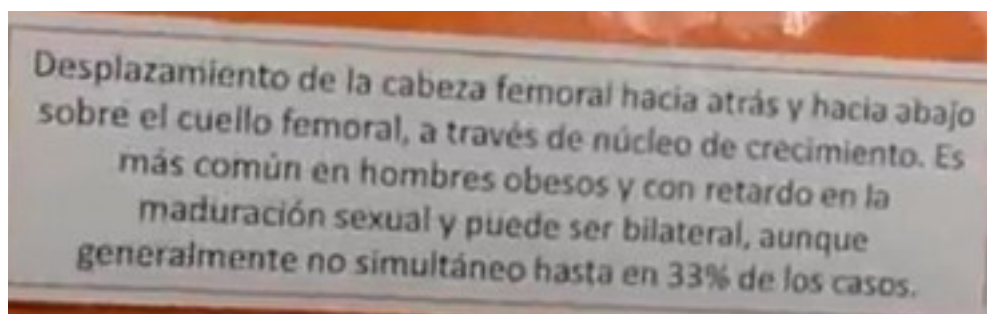 Desplazamiento de la cabeza femoral hacia atrás y hacia abajo
sobre el cuello femoral, a través de núcleo de crecimiento. Es
más común en hombres obesos y con retardo en la
maduración sexual y puede ser bilateral, aunque
generalmente no simultáneo hasta en 33% de los casos.